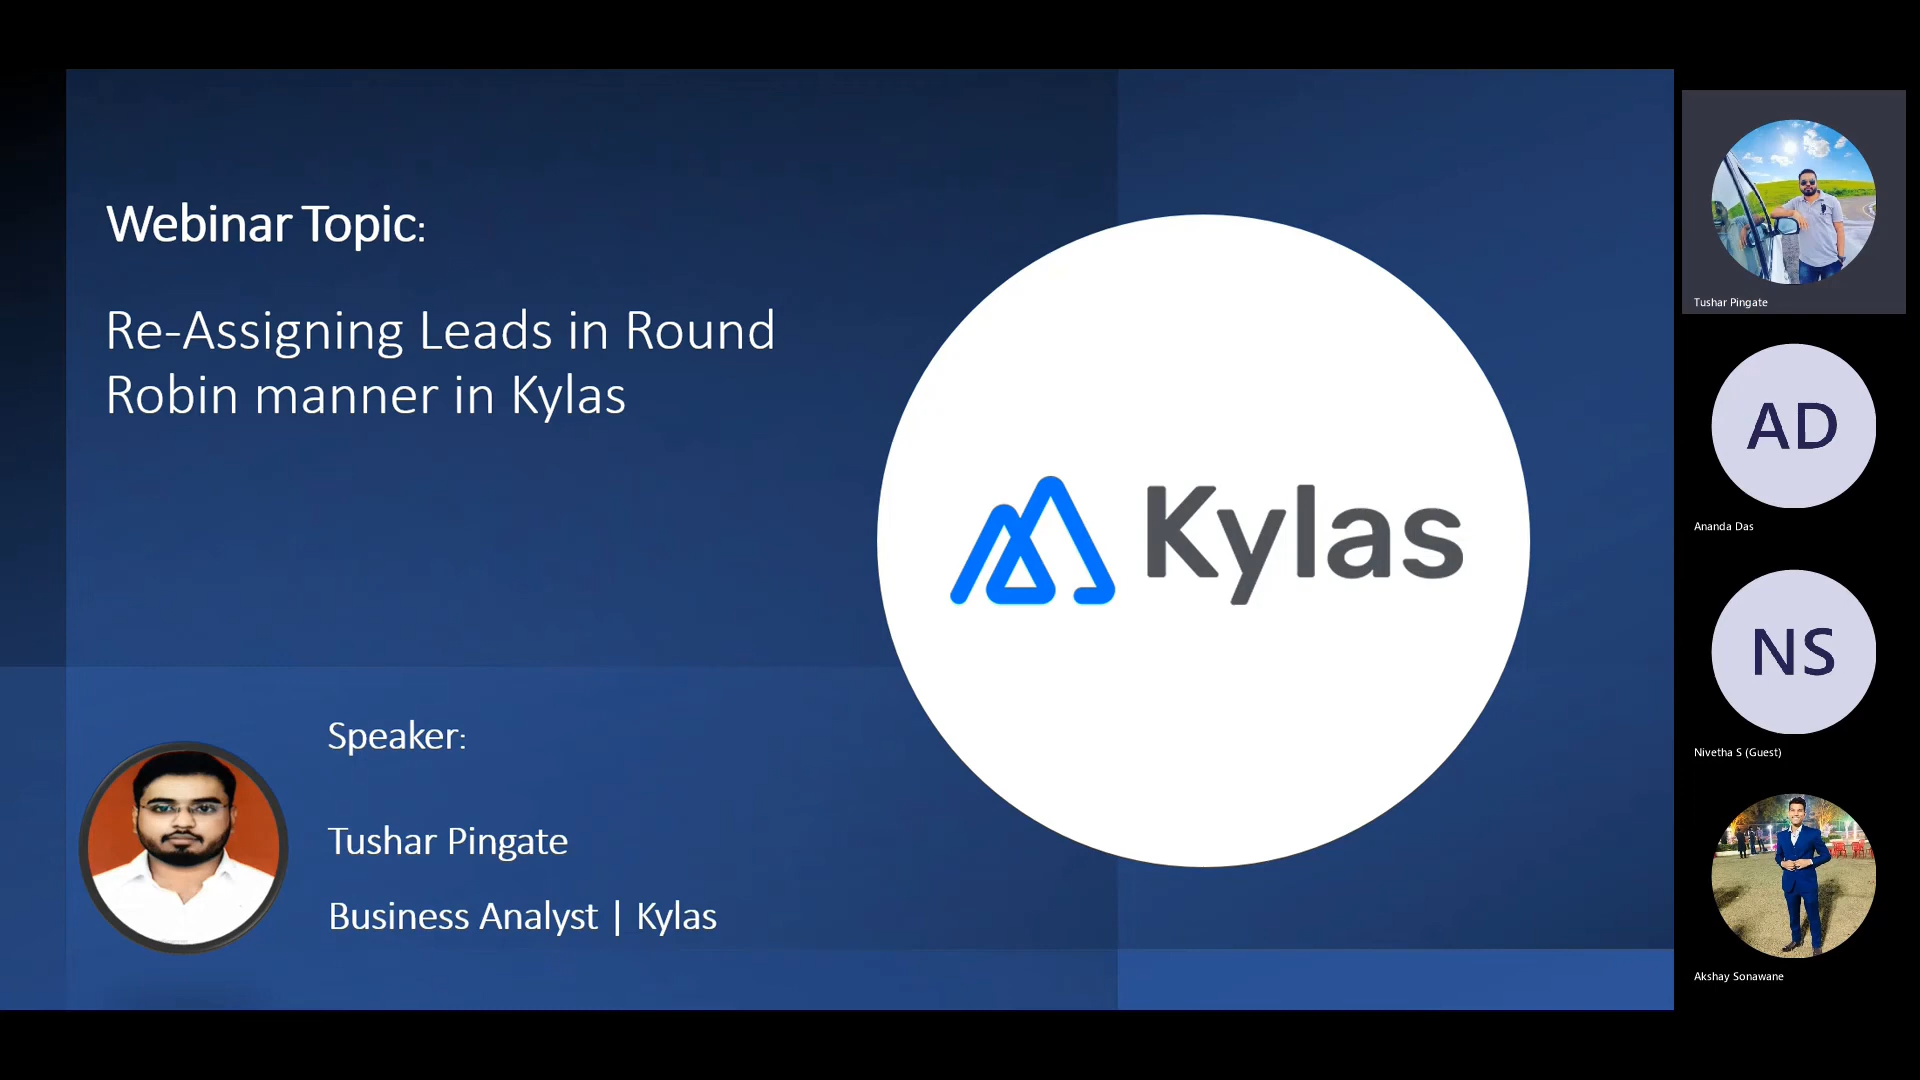 Webinar Topic:
Re-Assigning Leads in Round
Robin manner in Kylas
Kylas
Speaker:
Tushar Pingate
Business Analyst | Kylas
Tushar Pingate
AD
Ananda Das
NS
Nivetha S (Guest)
Akshay Sonawane